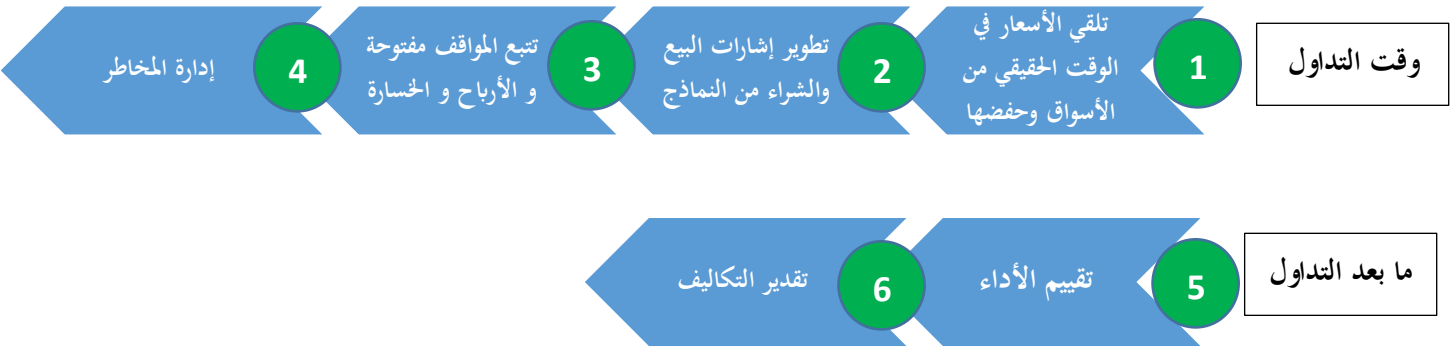 وقت التداول
1
تلقي الأسعار في
الوقت الحقيقي من
الأسواق وحفضها
2
تطوير إشارات البيع
والشراء من النماذج
3
تتبع المواقف مفتوحة
و الأرباح و الخسارة
4
إدارة المخاطر
ما بعد التداول
5
تقييم الأداء
6
تقدير التكاليف